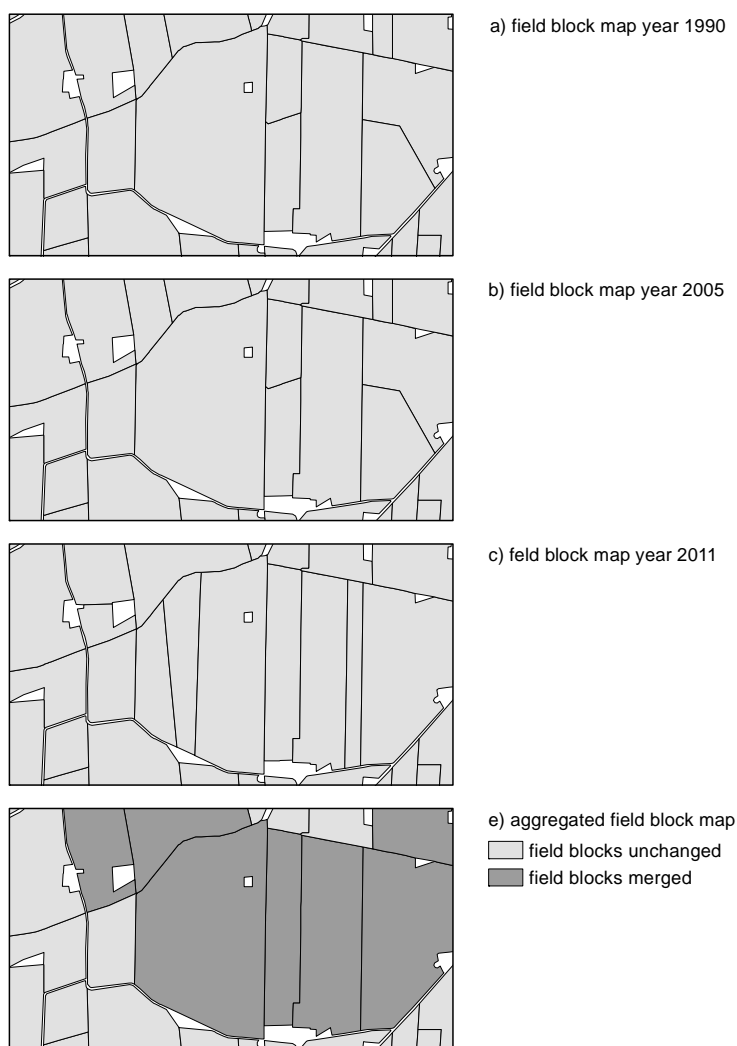 a) field block map year 1990
b) field block map year 2005
c) feld block map year 2011
e) aggregated field block map
field blocks unchanged
field blocks merged